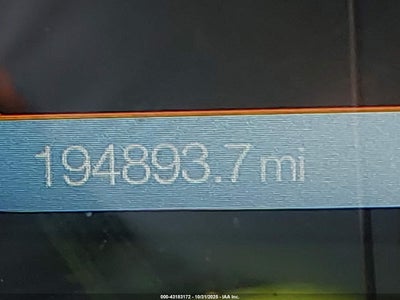 194893.7 mi
000-43183172 - 10/31/2025 - IAA Inc.